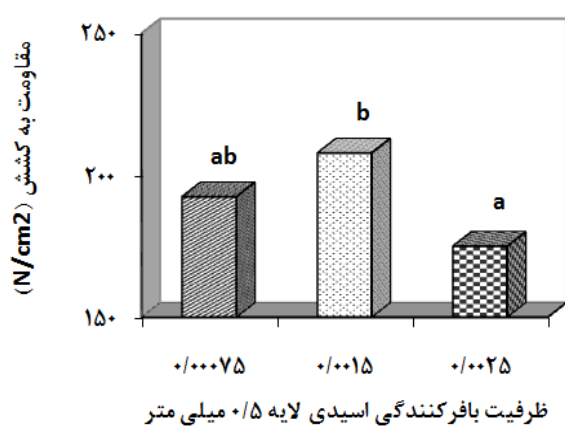 مقاومت به کشش
(N/cm2)
۲۵۰
۲۰۰
۱۵۰
ab
b
a
۰/۰۰۰۷۵
۰/۰۰۱۵
۰/۰۰۲۵
ظرفیت بافرکنندگی اسیدی لایه ۰/۵ میلی متر